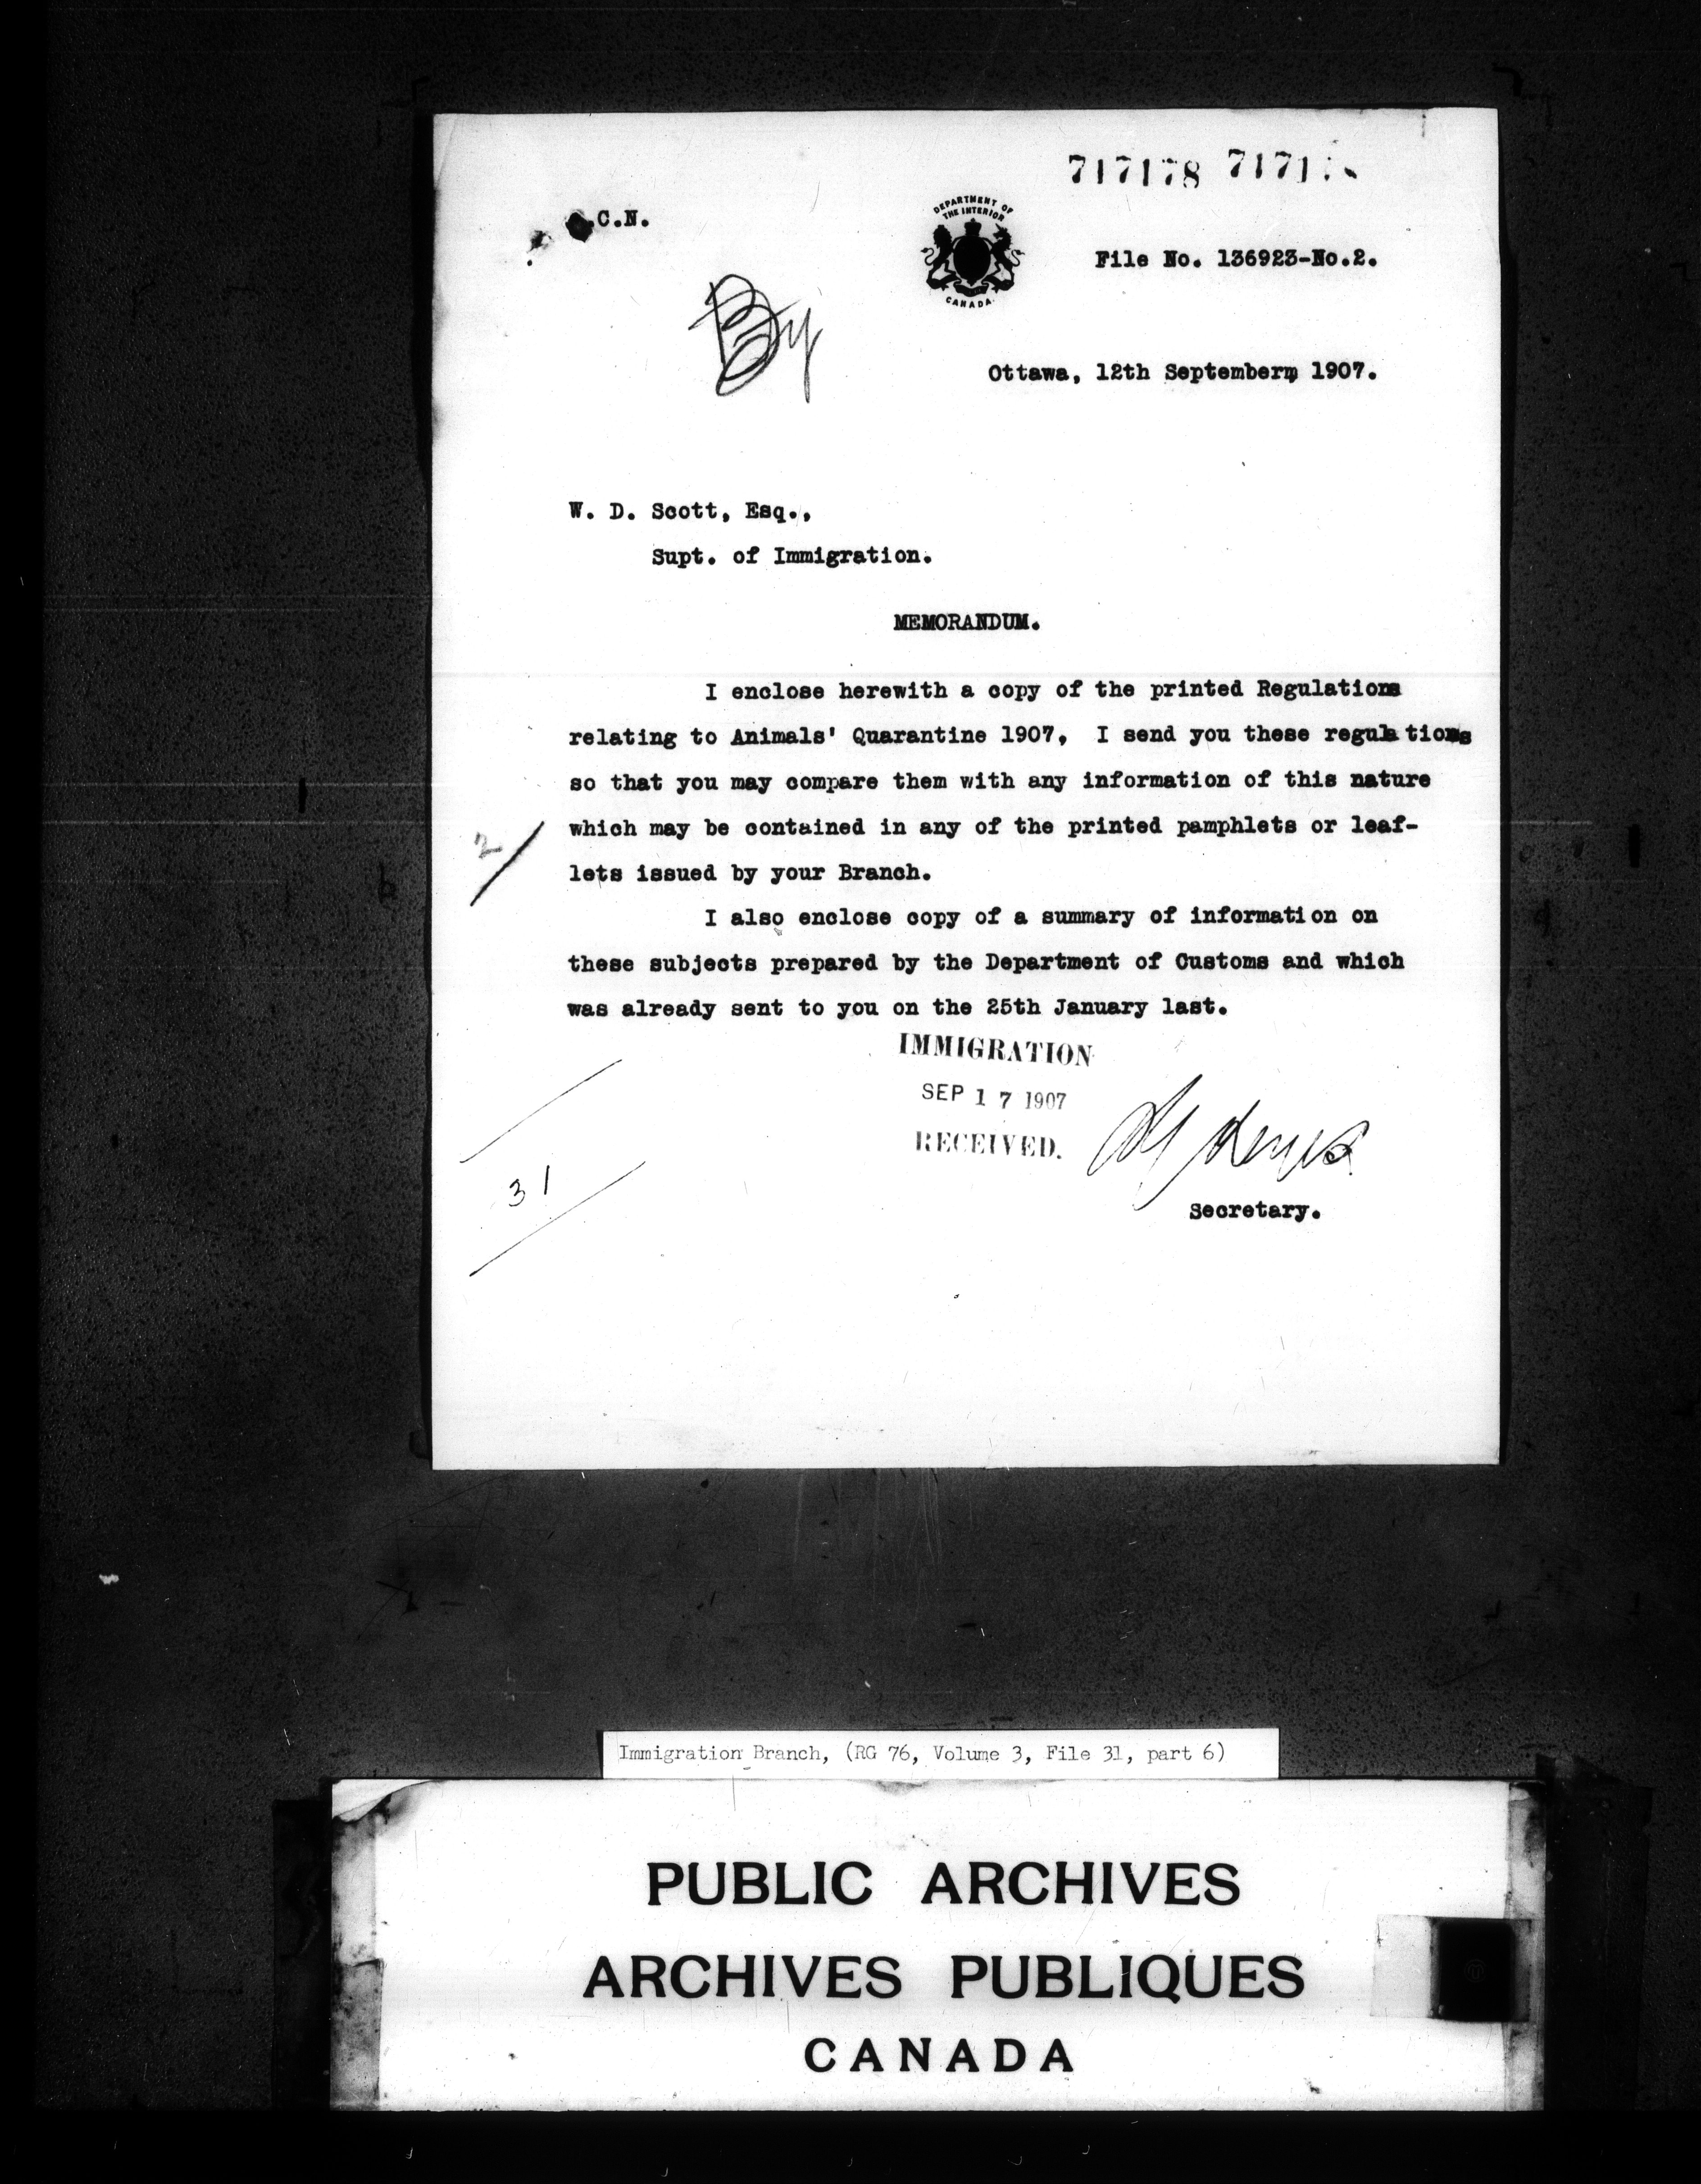 717178 7171
.C.N.
DEPARTMENT OF
THE INTERIOR
CANADA.
File No. 136923-No.2.
By
Ottawa, 12th September, 1907.
W. D. Scott, Esq.,
Supt. of Immigration.
MEMORANDUM.
I enclose herewith a copy of the printed Regulations
relating to Animals' Quarantine 1907, I send you these regulations
so that you may compare them with any information of this nature
which may be contained in any of the printed pamphlets or leaf-
2/
lets issued by your Branch.
I also enclose copy of a summary of information on
these subjects prepared by the Department of Customs and which
was already sent to you on the 25th January last.
IMMIGRATION
SEP 17 1907
RECEIVED.
31
Secretary.
Immigration Branch, (RG 76, Volume 3, File 31, part 6)
PUBLIC ARCHIVES
ARCHIVES PUBLIQUES
CANADA